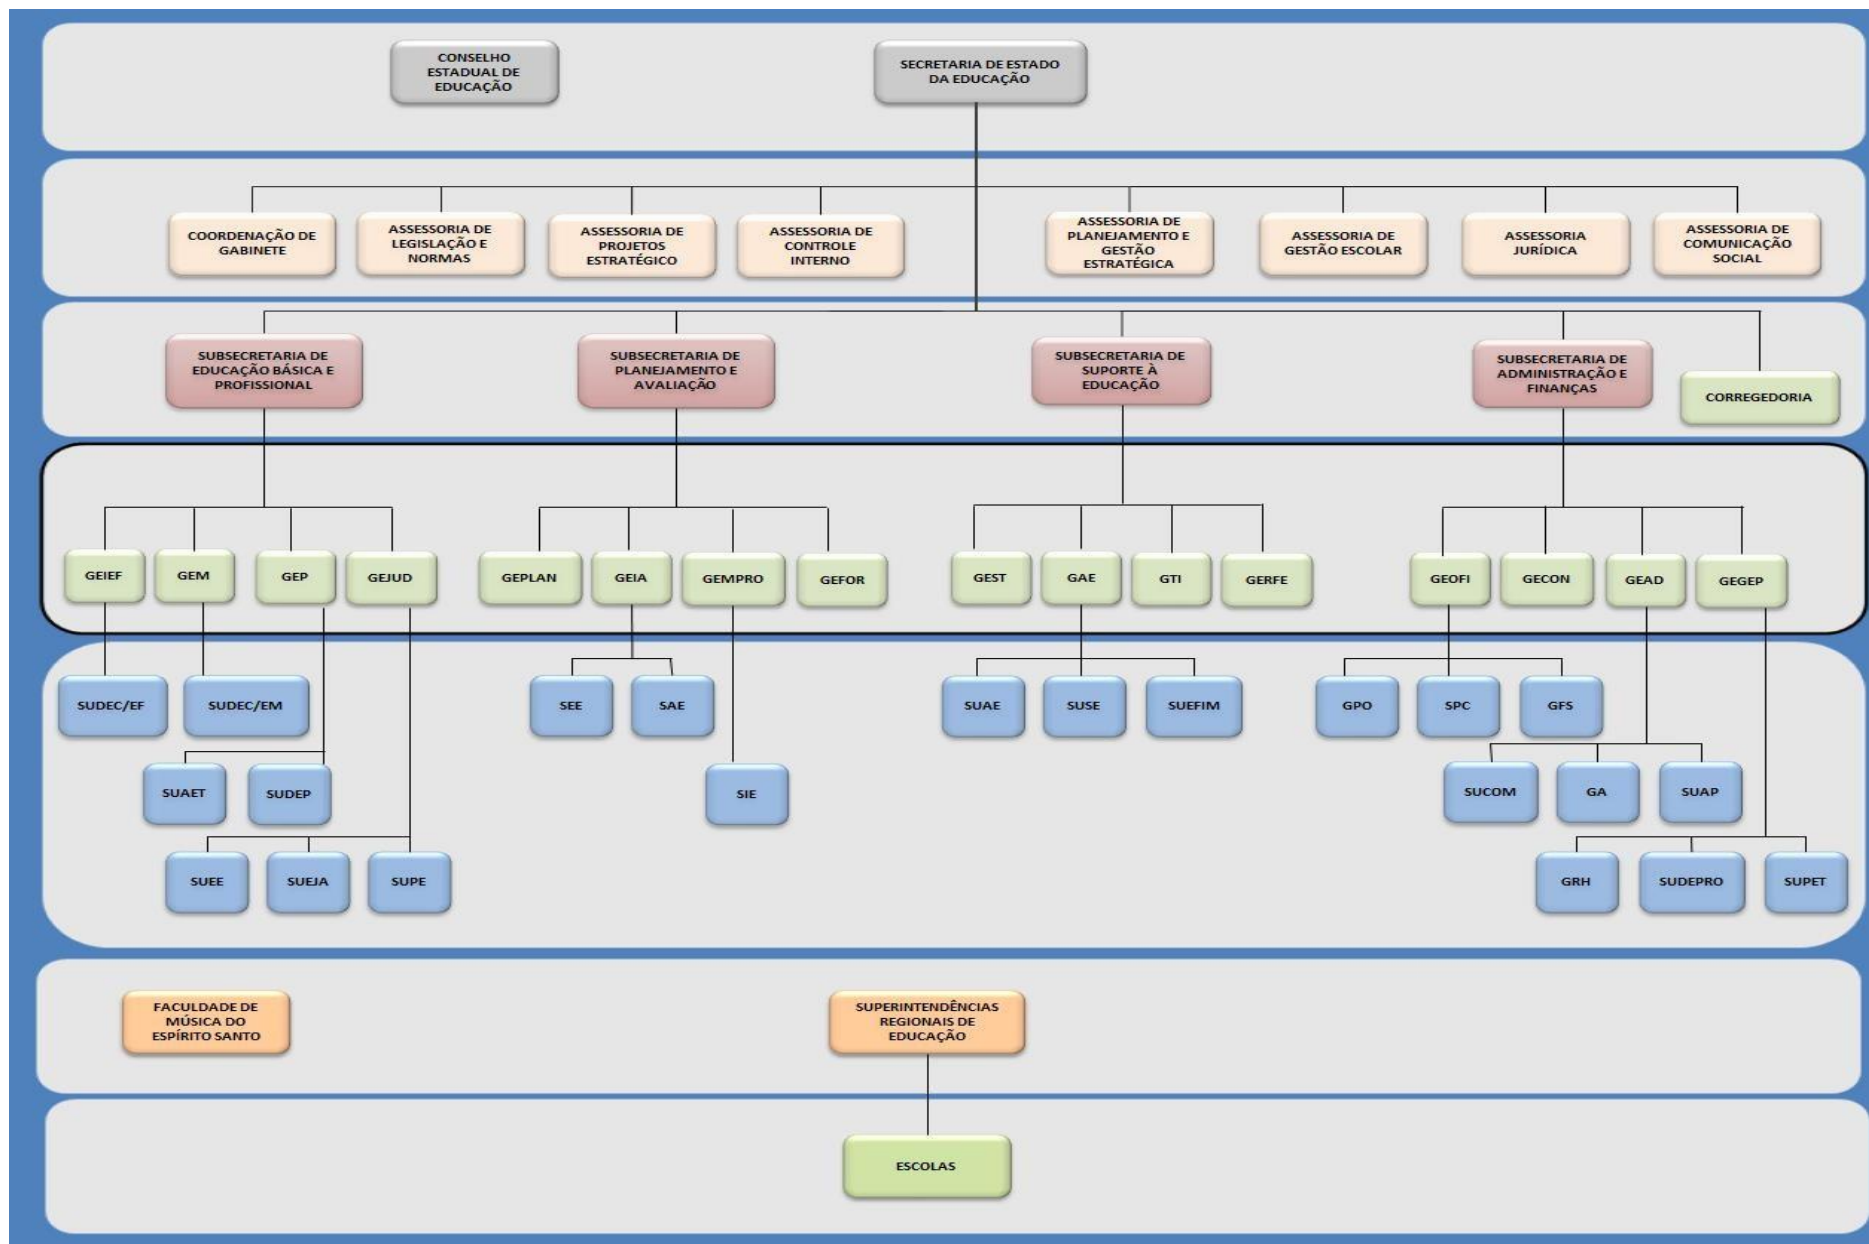 CONSELHO
ESTADUAL DE
EDUCAÇÃO
SECRETARIA DE ESTADO
DA EDUCAÇÃO
COORDENAÇÃO DE
GABINETE
ASSESSORIA DE
LEGISLAÇÃO E
NORMAS
ASSESSORIA DE
PROJETOS
ESTRATÉGICO
ASSESSORIA DE
CONTROLE
INTERNO
ASSESSORIA DE
PLANEJAMENTO E
GESTÃO
ESTRATÉGICA
ASSESSORIA DE
GESTÃO ESCOLAR
ASSESSORIA
JURÍDICA
ASSESSORIA DE
COMUNICAÇÃO
SOCIAL
SUBSECRETARIA DE
EDUCAÇÃO BÁSICA E
PROFISSIONAL
SUBSECRETARIA DE
PLANEJAMENTO E
AVALIAÇÃO
SUBSECRETARIA DE
SUPORTE À
EDUCAÇÃO
SUBSECRETARIA DE
ADMINISTRAÇÃO E
FINANÇAS
CORREGEDORIA
GEIEF
GEM
GEP
GEJUD
GEPLAN
GEIA
GEMPRO
GEFOR
GEST
GAE
GTI
GERFE
GEOFI
GECON
GEAD
GEGEP
SUDEC/EF
SUDEC/EM
SEE
SAE
SUAE
SUSE
SUEFIM
GPO
SPC
GFS
SUAET
SUDEP
SIE
SUCOM
GA
SUAP
SUEE
SUEJA
SUPE
GRH
SUDEPRO
SUPET
FACULDADE DE
MÚSICA DO
ESPÍRITO SANTO
SUPERINTENDÊNCIAS
REGIONAIS DE
EDUCAÇÃO
ESCOLAS